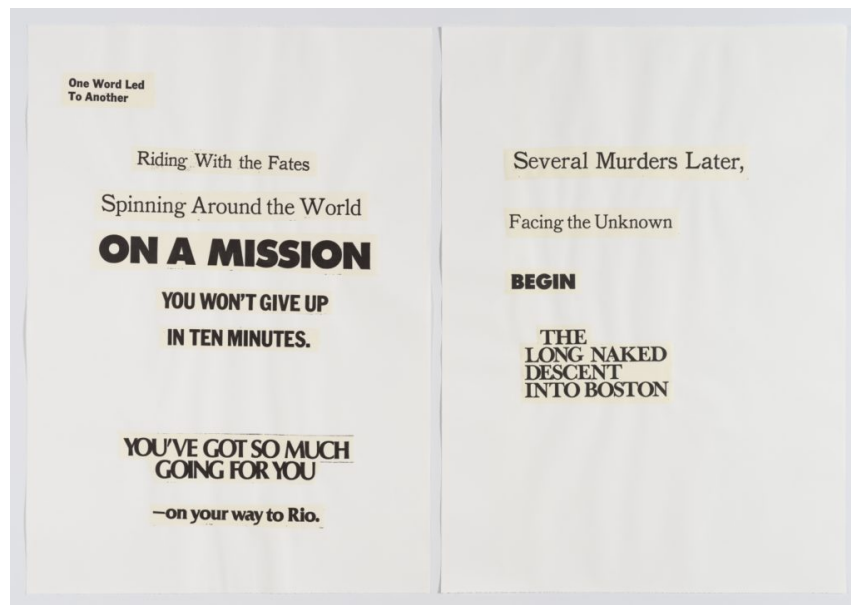 One Word Led
To Another
Riding With the Fates
Spinning Around the World
ON A MISSION
YOU WON'T GIVE UP
IN TEN MINUTES.
YOU'VE GOT SO MUCH
GOING FOR YOU
—on your way to Rio.
Several Murders Later,
Facing the Unknown
BEGIN
THE
LONG NAKED
DESCENT
INTO BOSTON